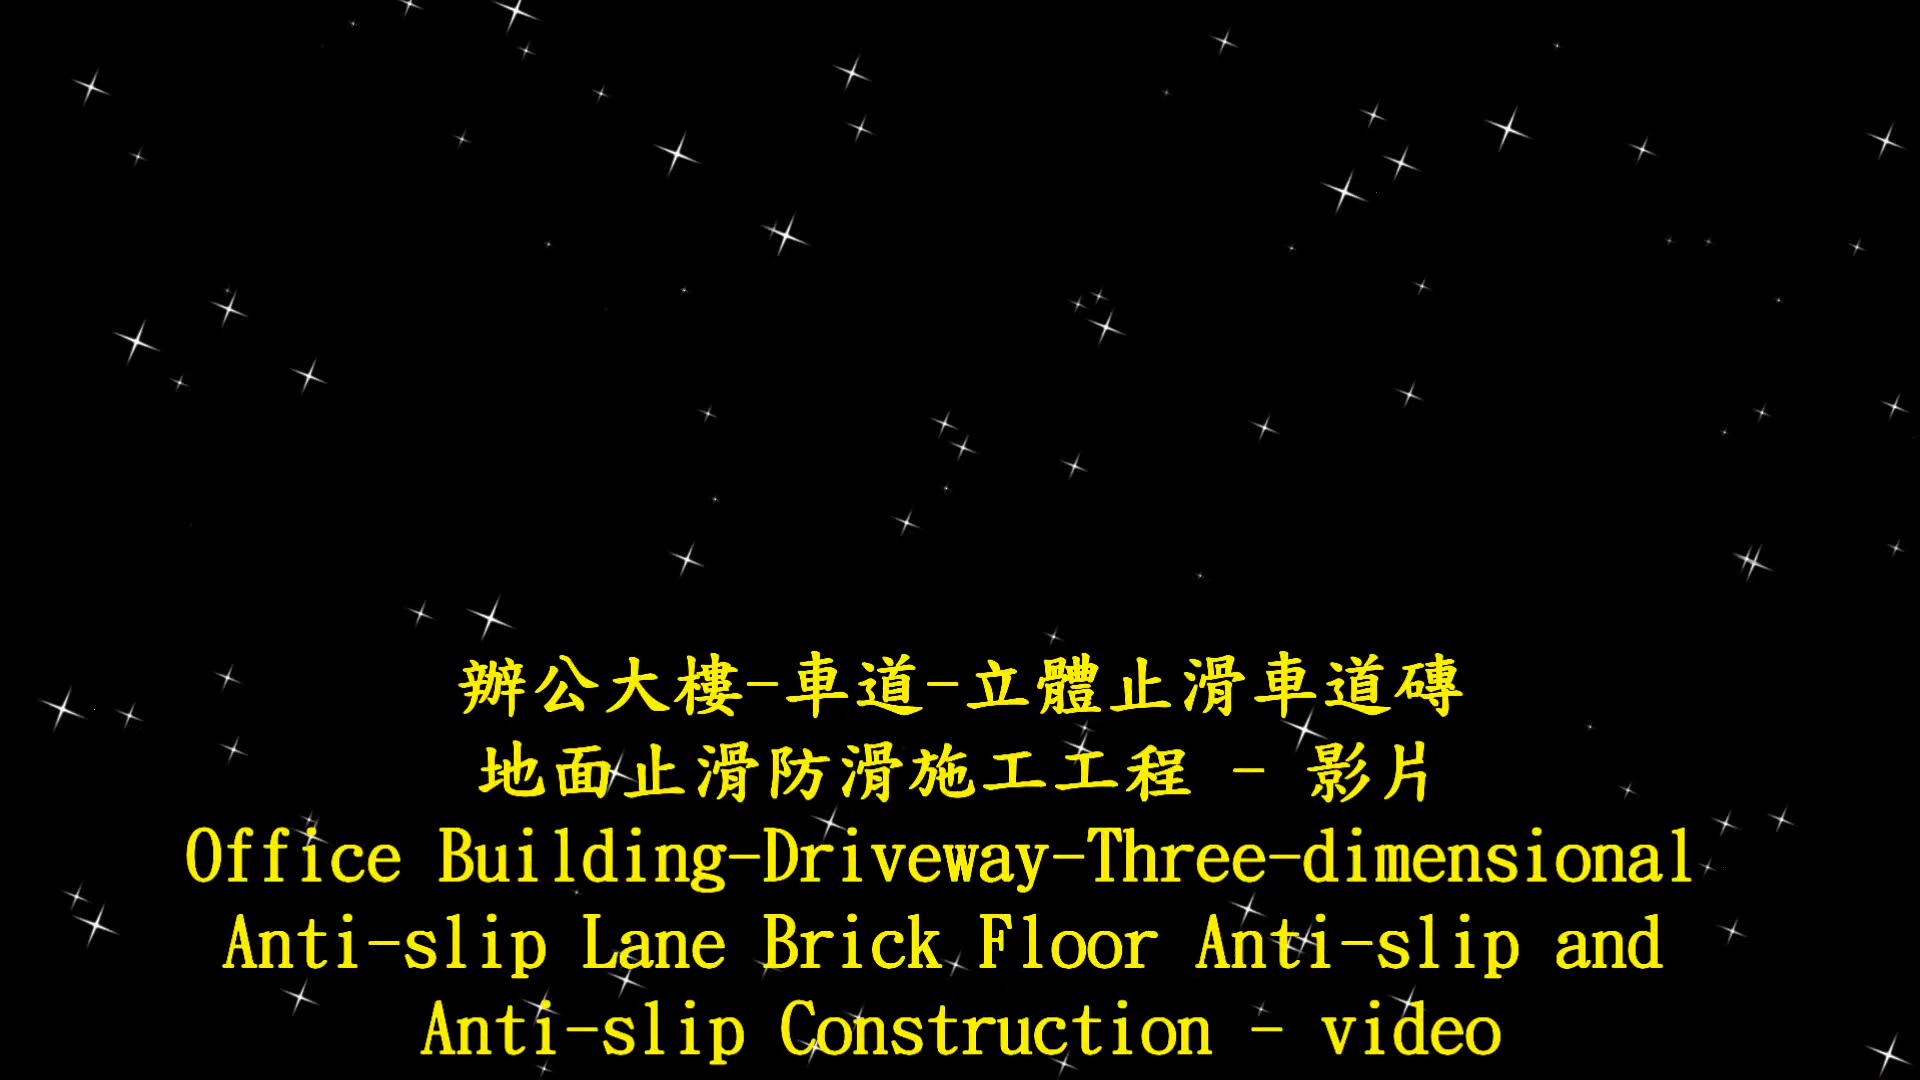 辦公大樓-車道-立體止滑車道磚
地面止滑防滑施工工程 - 影片
Office Building-Driveway-Three-dimensional
Anti-slip Lane Brick Floor Anti-slip and
Anti-slip Construction - video